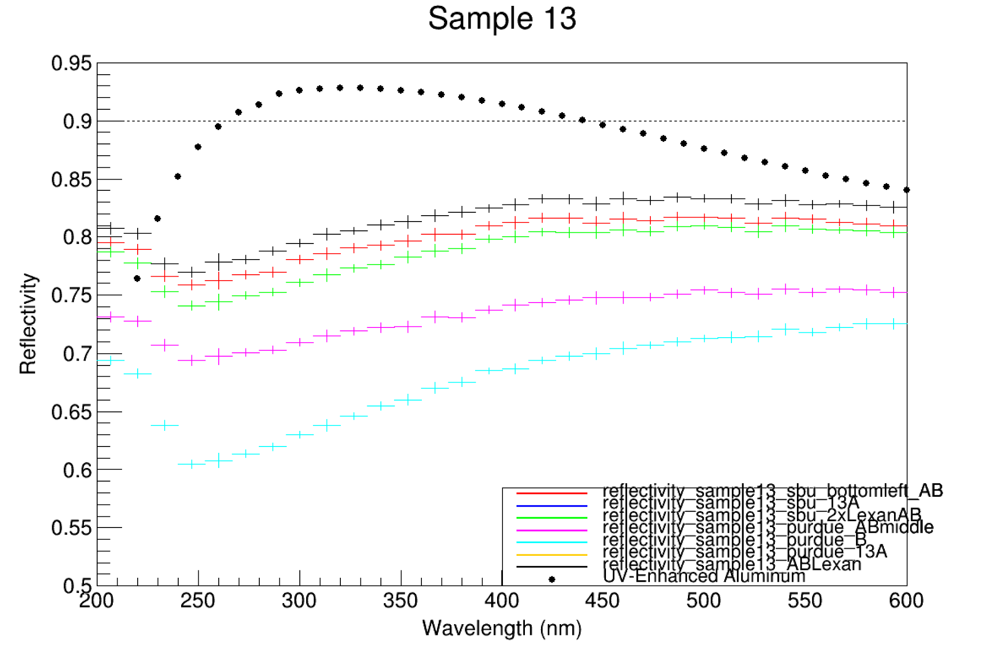 Sample 13
0.95
0.9
0.85
0.8
0.75
0.7
0.65
0.6
0.55
0.5
Reflectivity
reflectivity_sample13_sbu_bottomleft_AB
reflectivity_sample13_sbu_13A
reflectivity_sample13_sbu_2xLexanAB
reflectivity_sample13_purdue_ABmiddle
reflectivity_sample13_purdue_B
reflectivity_sample13_purdue_13A
reflectivity_sample13_ABLexan
UV-Enhanced Aluminum
200 250 300 350 400 450 500 550 600
Wavelength (nm)